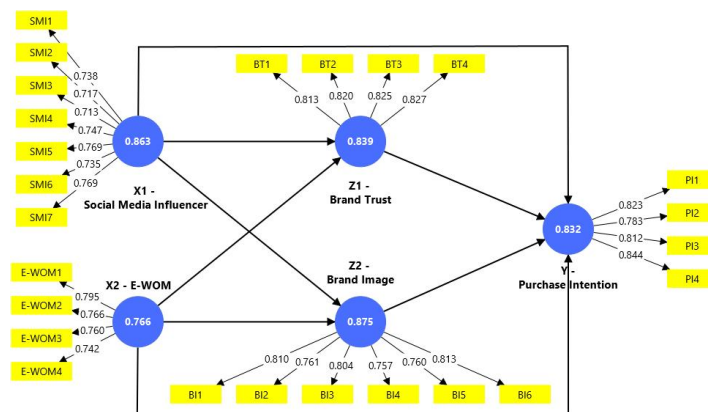 SMI1
SMI2
SMI3
SMI4
SMI5
SMI6
SMI7
0.738
0.717
0.713
0.747
0.769
0.735
0.769
0.863
X1 -
Social Media Influencer
BT1
BT2
BT3
BT4
0.813
0.820
0.825
0.827
0.839
Z1 -
Brand Trust
PI1
PI2
PI3
PI4
0.823
0.783
0.812
0.844
0.832
Y -
Purchase Intention
E-WOM1
E-WOM2
E-WOM3
E-WOM4
0.795
0.766
0.760
0.742
X2 - E-WOM
0.766
Z2 -
Brand Image
0.875
0.810
0.761
0.804
0.757
0.760
0.813
BI1
BI2
BI3
BI4
BI5
BI6